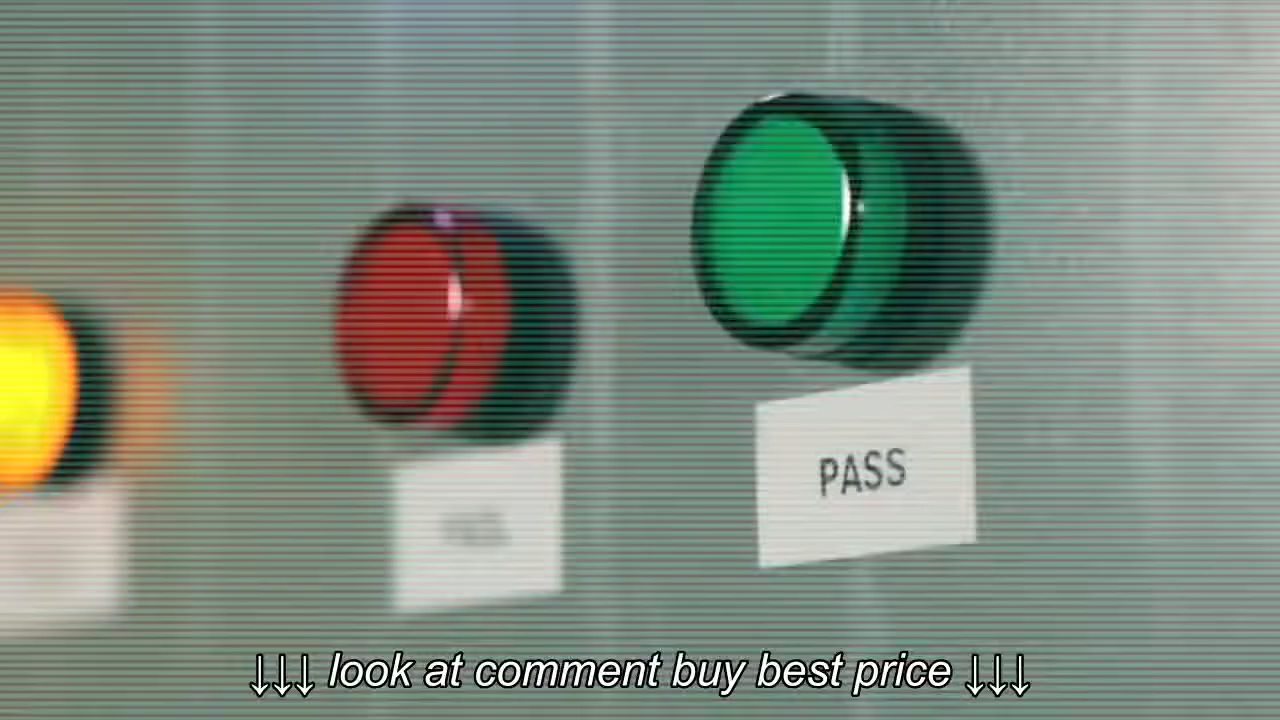 PASS
↓↓↓ look at comment buy best price ↓↓↓